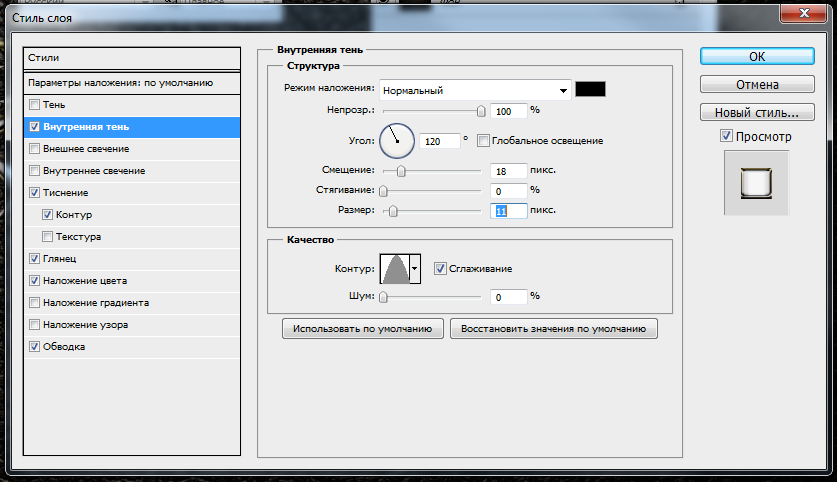 Стиль слоя
Стили
Параметры наложения: по умолчанию
Тень
Внутренняя тень
Внешнее свечение
Внутреннее свечение
Тиснение
Контур
Текстура
Глянец
Наложение цвета
Наложение градиента
Наложение узора
Обводка
Внутренняя тень
Структура
Режим наложения: Нормальный
Непрозр.: 100 %
Угол: 120 ° Глобальное освещение
Смещение: 18 пикс.
Стягивание: 0 %
Размер: 11 пикс.
Качество
Контур: Сглаживание
Шум: 0 %
Использовать по умолчанию Восстановить значения по умолчанию
OK
Отмена
Новый стиль...
Просмотр